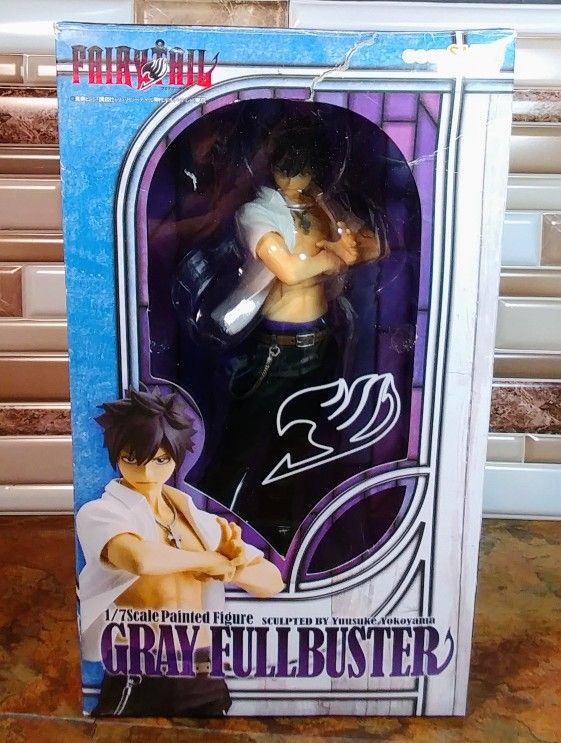 FAIRY TAIL
1/7Scale Painted Figure SCULPTED BY Yuusuke Yokoyama
GRAY FULLBUSTER